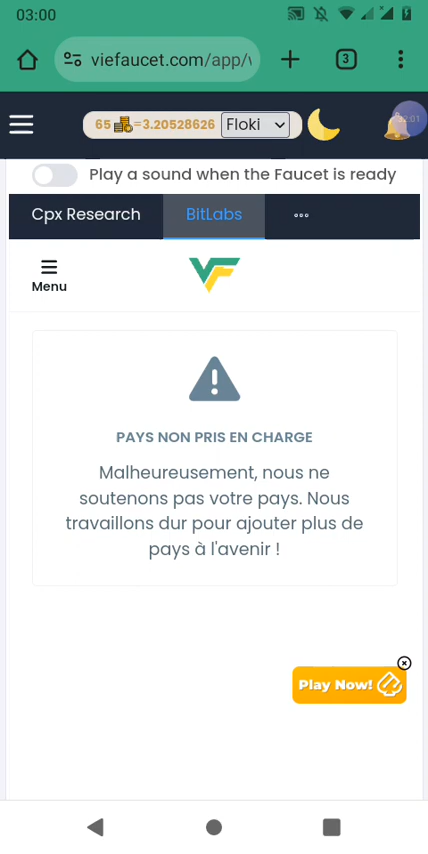 03:00
viefaucet.com/app/
3
65 =3.20528626 Floki
Play a sound when the Faucet is ready
Cpx Research BitLabs
Menu
VF
PAYS NON PRIS EN CHARGE
Malheureusement, nous ne
soutenons pas votre pays. Nous
travaillons dur pour ajouter plus de
pays à l'avenir !
Play Now!